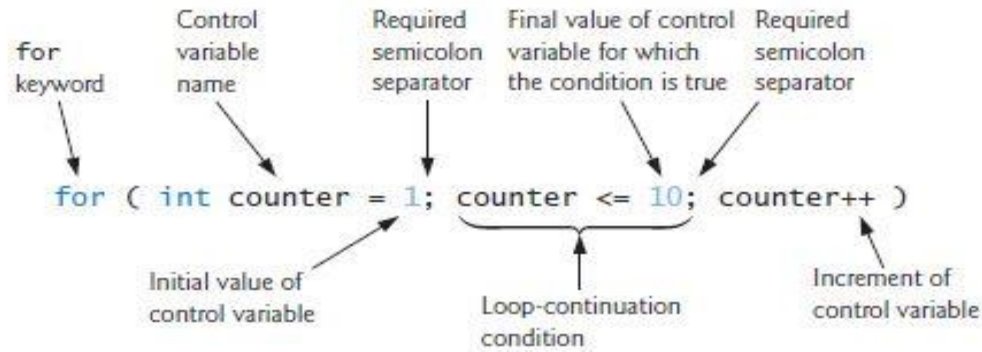 for
keyword
Control
variable
name
Required
semicolon
separator
Final value of control
variable for which
the condition is true
Required
semicolon
separator
for ( int counter = 1; counter <= 10; counter++ )
Initial value of
control variable
Loop-continuation
condition
Increment of
control variable